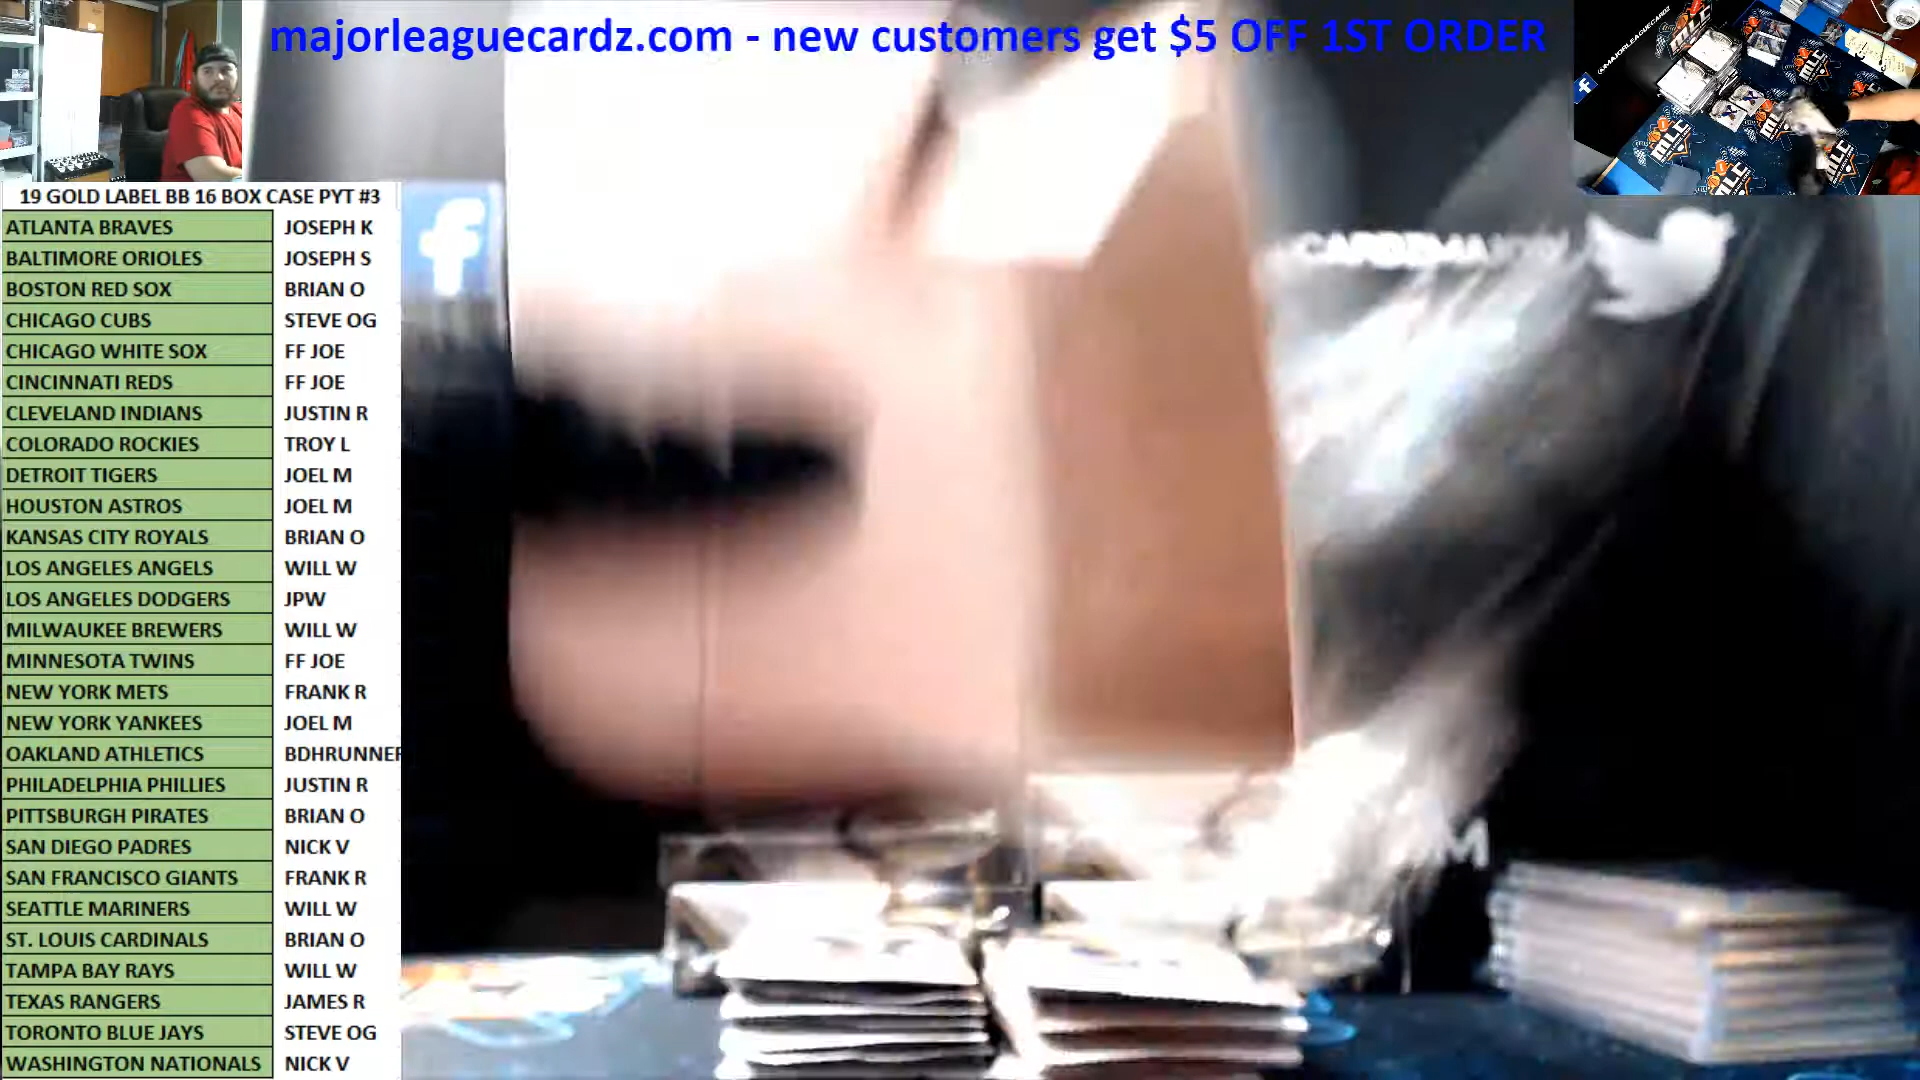 majorleaguecardz.com - new customers get $5 OFF 1ST ORDER
19 GOLD LABEL BB 16 BOX CASE PYT #3
ATLANTA BRAVES JOSEPH K
BALTIMORE ORIOLES JOSEPH S
BOSTON RED SOX BRIAN O
CHICAGO CUBS STEVE OG
CHICAGO WHITE SOX FF JOE
CINCINNATI REDS FF JOE
CLEVELAND INDIANS JUSTIN R
COLORADO ROCKIES TROY L
DETROIT TIGERS JOEL M
HOUSTON ASTROS JOEL M
KANSAS CITY ROYALS BRIAN O
LOS ANGELES ANGELS WILL W
LOS ANGELES DODGERS JPW
MILWAUKEE BREWERS WILL W
MINNESOTA TWINS FF JOE
NEW YORK METS FRANK R
NEW YORK YANKEES JOEL M
OAKLAND ATHLETICS BDHRUNNER
PHILADELPHIA PHILLIES JUSTIN R
PITTSBURGH PIRATES BRIAN O
SAN DIEGO PADRES NICK V
SAN FRANCISCO GIANTS FRANK R
SEATTLE MARINERS WILL W
ST. LOUIS CARDINALS BRIAN O
TAMPA BAY RAYS WILL W
TEXAS RANGERS JAMES R
TORONTO BLUE JAYS STEVE OG
WASHINGTON NATIONALS NICK V
@MAJORLEAGUECARDZ
MLC
MLC
MLC
MLC
MLC